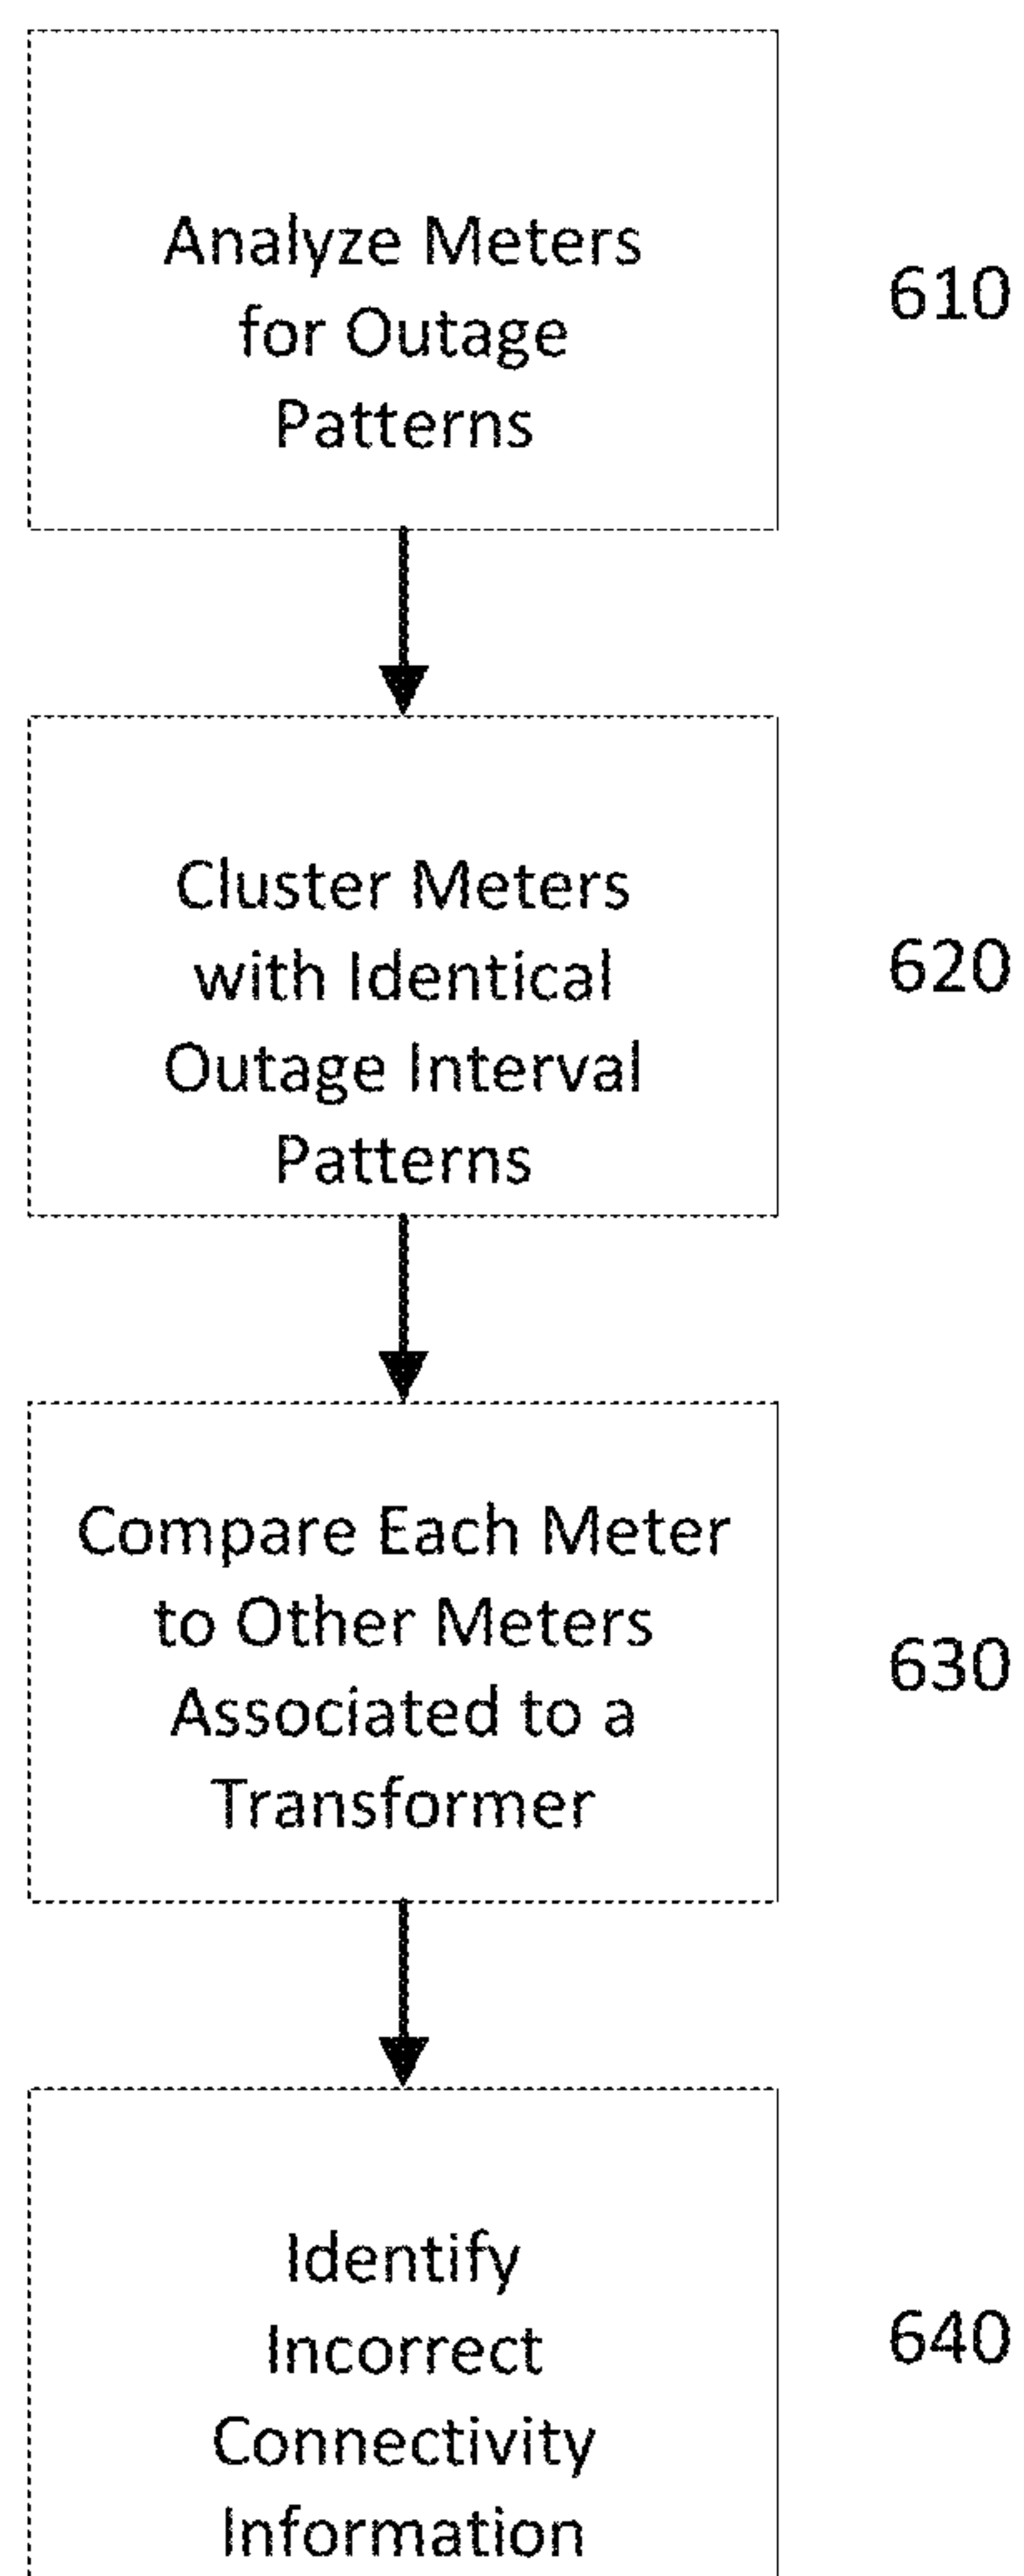 Analyze Meters
for Outage
Patterns
610
Cluster Meters
with Identical
Outage Interval
Patterns
620
Compare Each Meter
to Other Meters
Associated to a
Transformer
630
Identify
Incorrect
Connectivity
Information
640